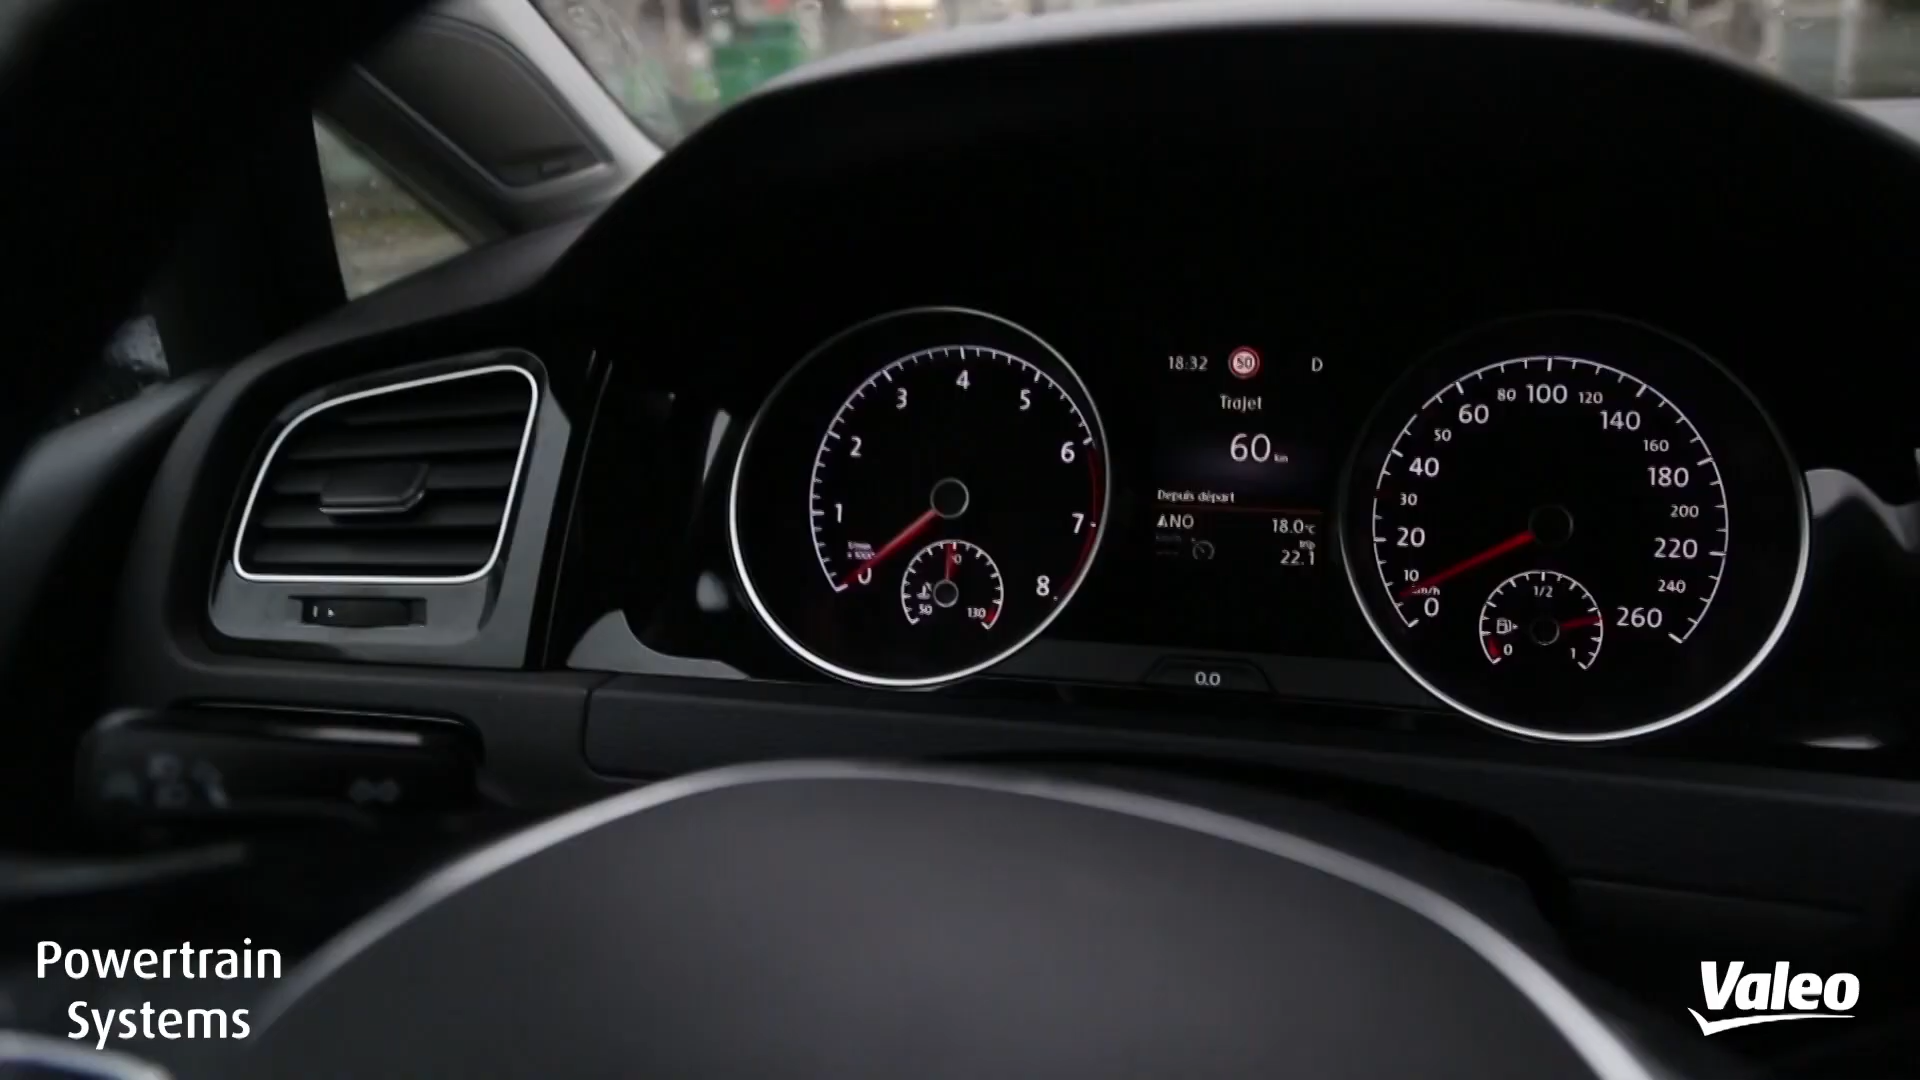 18:32 50 D
Trajet
60 km
Depuis départ
18.0°C
22.1
0.0
0 1 2 3 4 5 6 7 8
50 130
0 10 20 30 40 50 60 80 100 120 140 160 180 200 220 240 260
km/h
0 1/2 1
Powertrain
Systems
Valeo